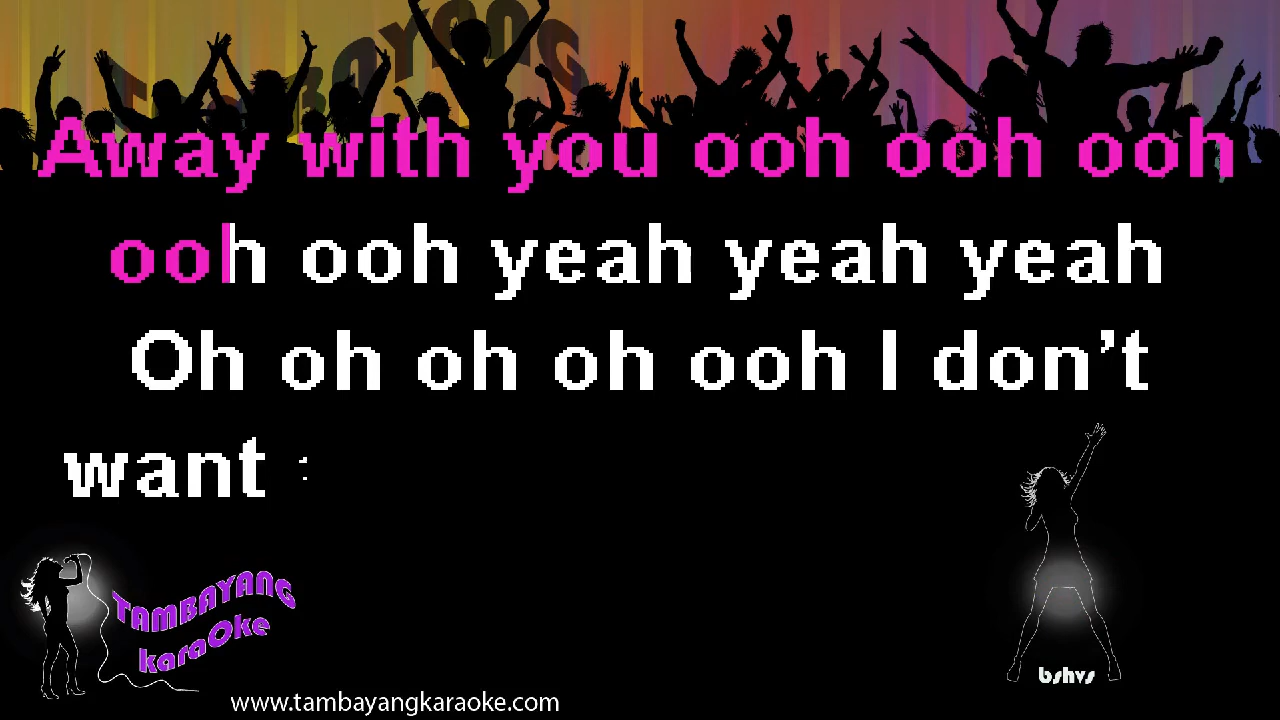 TAMBAYANG
Away with you ooh ooh ooh
ooh ooh yeah yeah yeah
Oh oh oh oh ooh I don’t
want
TAMBAYANG
karaOke
www.tambayangkaraoke.com
bshvs